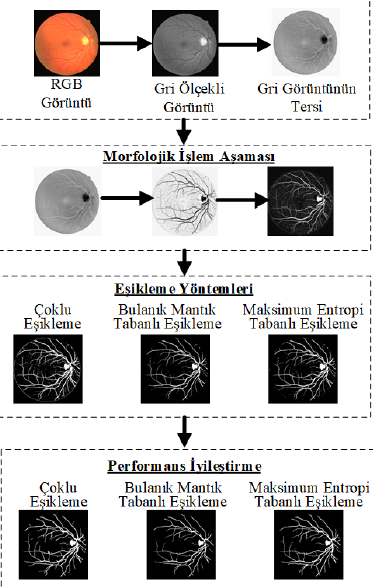 RGB
Görüntü
Gri Ölçekli
Görüntü
Gri Görüntünün
Tersi
Morfolojik İşlem Aşaması
Eşikleme Yöntemleri
Çoklu
Eşikleme
Bulanık Mantık
Tabanlı Eşikleme
Maksimum Entropi
Tabanlı Eşikleme
Performans İyileştirme
Çoklu
Eşikleme
Bulanık Mantık
Tabanlı Eşikleme
Maksimum Entropi
Tabanlı Eşikleme